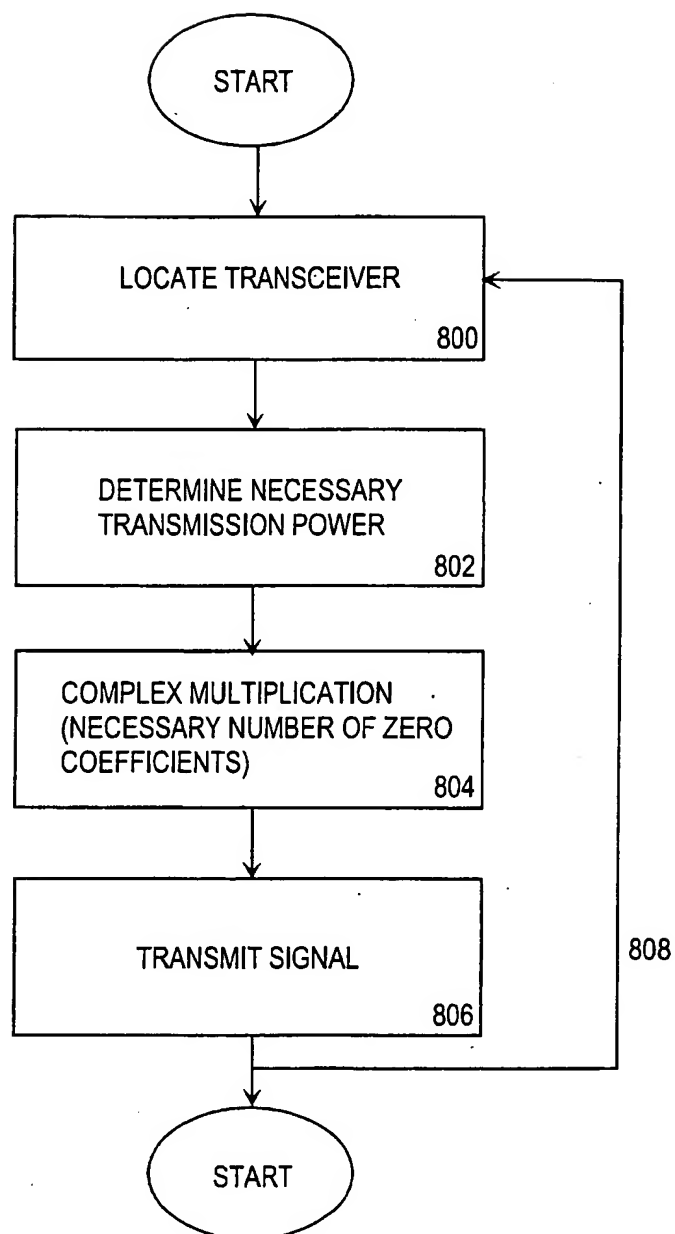 START
LOCATE TRANSCEIVER
800
DETERMINE NECESSARY
TRANSMISSION POWER
802
COMPLEX MULTIPLICATION
(NECESSARY NUMBER OF ZERO
COEFFICIENTS)
804
TRANSMIT SIGNAL
806
808
START